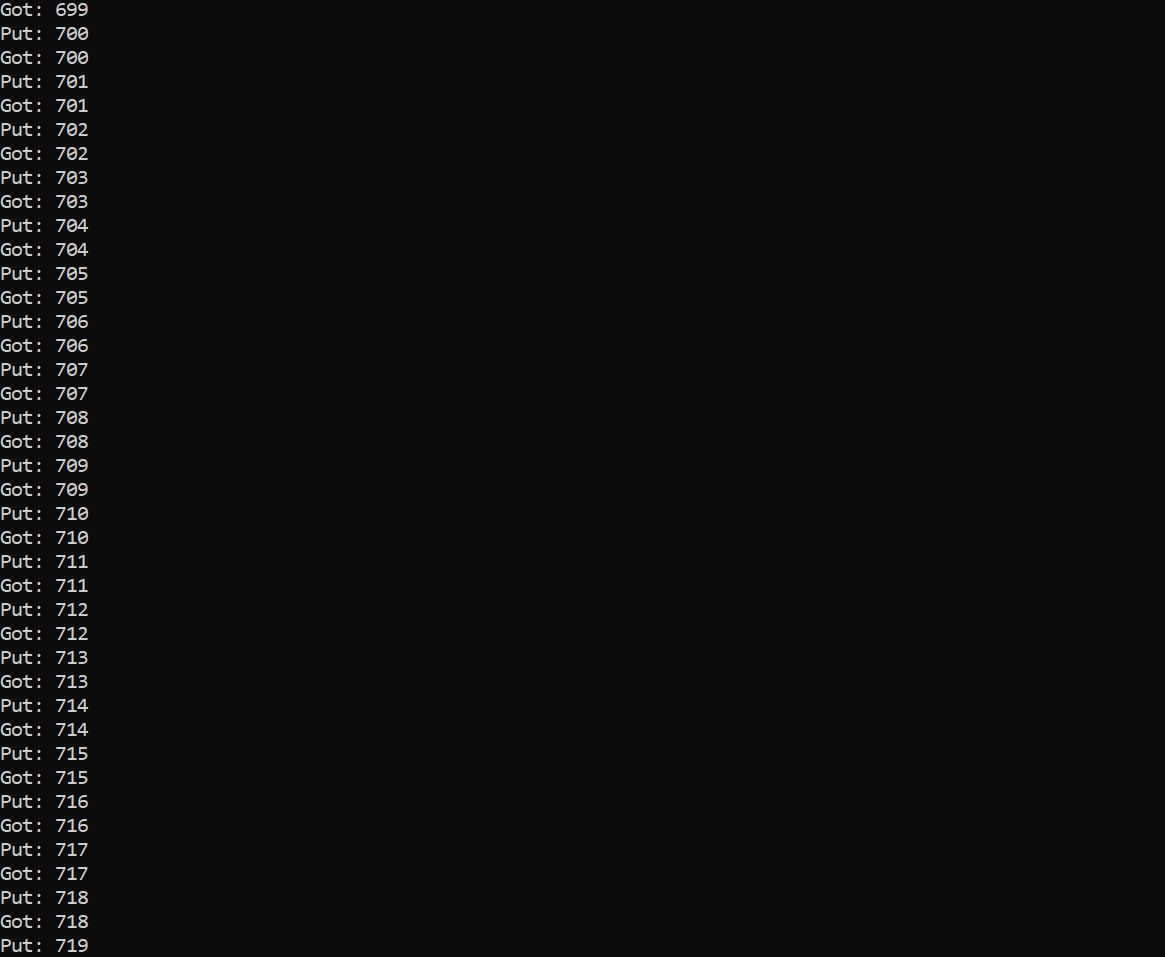 Got: 699
Put: 700
Got: 700
Put: 701
Got: 701
Put: 702
Got: 702
Put: 703
Got: 703
Put: 704
Got: 704
Put: 705
Got: 705
Put: 706
Got: 706
Put: 707
Got: 707
Put: 708
Got: 708
Put: 709
Got: 709
Put: 710
Got: 710
Put: 711
Got: 711
Put: 712
Got: 712
Put: 713
Got: 713
Put: 714
Got: 714
Put: 715
Got: 715
Put: 716
Got: 716
Put: 717
Got: 717
Put: 718
Got: 718
Put: 719